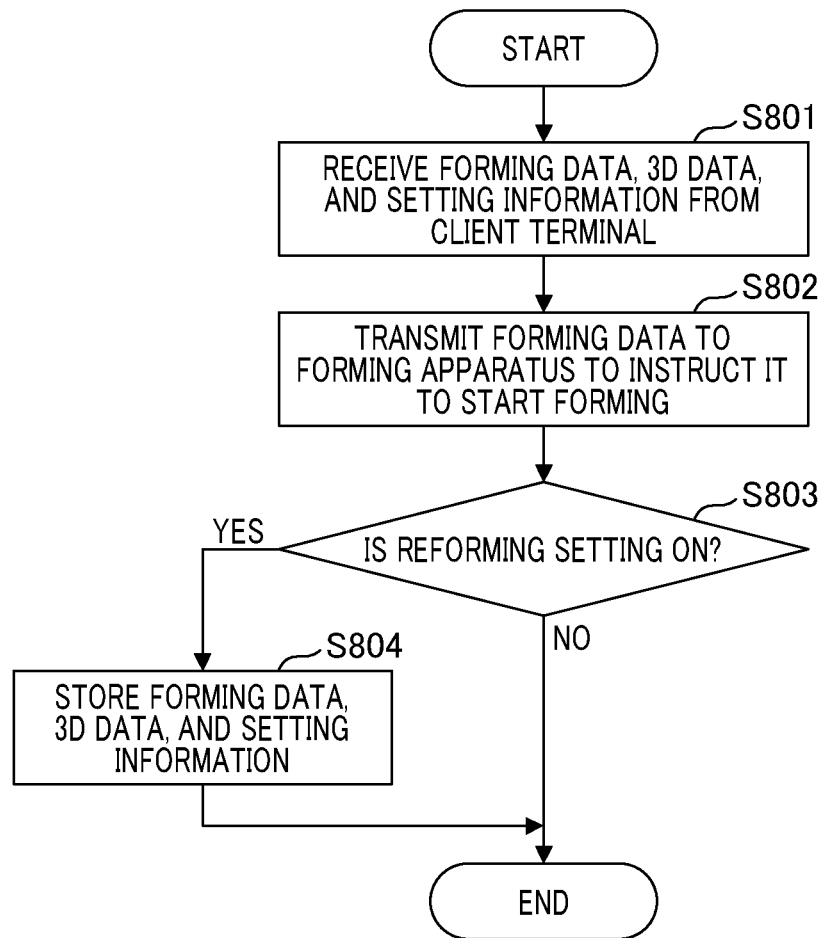 START
S801
RECEIVE FORMING DATA, 3D DATA,
AND SETTING INFORMATION FROM
CLIENT TERMINAL
S802
TRANSMIT FORMING DATA TO
FORMING APPARATUS TO INSTRUCT IT
TO START FORMING
S803
YES
IS REFORMING SETTING ON?
NO
S804
STORE FORMING DATA,
3D DATA, AND SETTING
INFORMATION
END